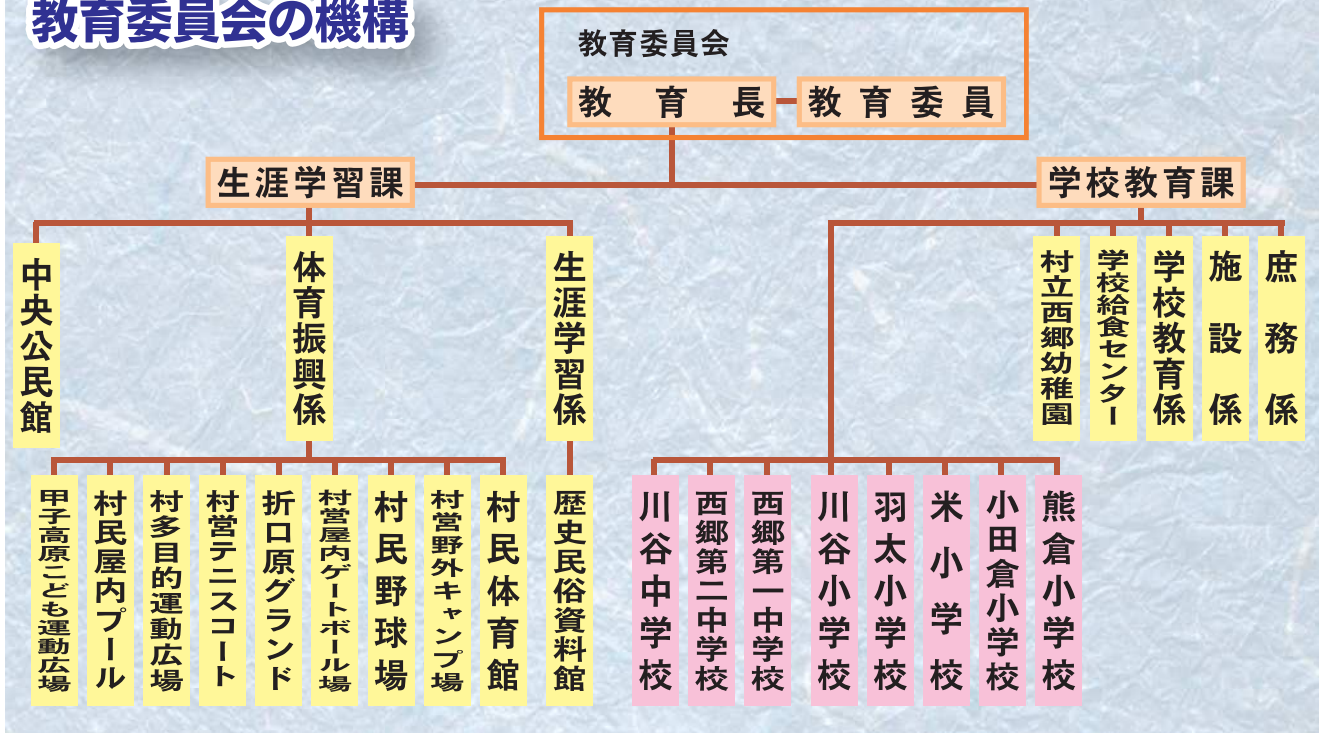 教育委員会の機構
教育委員会
教育長
教育委員
生涯学習課
学校教育課
中央公民館
体育振興係
生涯学習係
村立西郷幼稚園
学校給食センター
学校教育係
施設係
庶務係
甲子高原こども運動広場
村民屋内プール
村多目的運動広場
村営テニスコート
折口原グランド
村営屋内ゲートボール場
村民野球場
村営野外キャンプ場
村民体育館
歴史民俗資料館
川谷中学校
西郷第二中学校
西郷第一中学校
川谷小学校
羽太小学校
米小学校
小田倉小学校
熊倉小学校